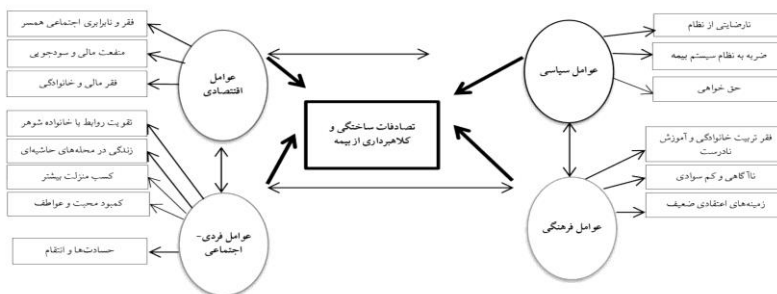 فقر و نابرابری اجتماعی همسر
منفعت مالی و سودجویی
فقر مالی و خانوادگی
عوامل
اقتصادی
تصادفات ساختگی و
کلاهبرداری از بیمه
عوامل سیاسی
نارضایتی از نظام
ضربه به نظام سیستم بیمه
حق خواهی
تقویت روابط با خانواده شوهر
زندگی در محله‌های حاشیه‌ای
کسب منزلت بیشتر
کمبود محبت و عواطف
حسادت‌ها و انتقام
عوامل فردی-
اجتماعی
عوامل فرهنگی
فقر تربیت خانوادگی و آموزش
نادرست
ناآگاهی و کم سوادی
زمینه‌های اعتقادی ضعیف